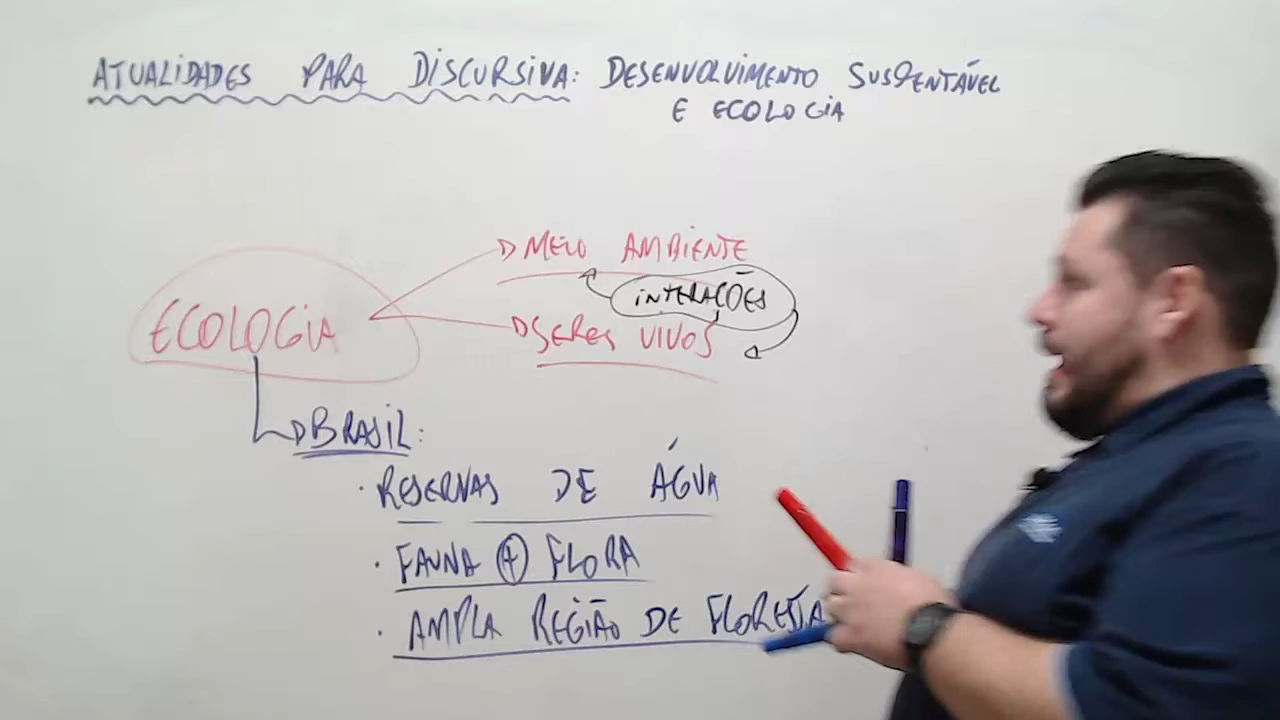 ATUALIDADES PARA DISCURSIVA: DESENVOLVIMENTO SUSTENTÁVEL
E ECOLOGIA
MEIO AMBIENTE
INTERAÇÕES
ECOLOGIA
SERES VIVOS
BRASIL:
· RESERVAS DE ÁGUA
· FAUNA + FLORA
· AMPLA REGIÃO DE FLORESTA